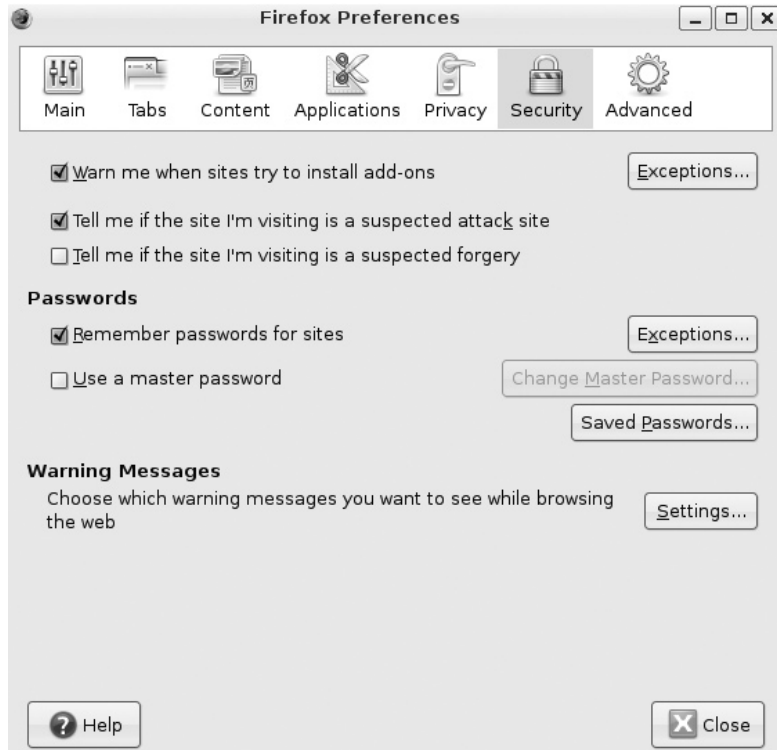 Firefox Preferences
Main Tabs Content Applications Privacy Security Advanced
Warn me when sites try to install add-ons Exceptions...
Tell me if the site I'm visiting is a suspected attack site
Tell me if the site I'm visiting is a suspected forgery
Passwords
Remember passwords for sites Exceptions...
Use a master password Change Master Password...
Saved Passwords...
Warning Messages
Choose which warning messages you want to see while browsing
the web Settings...
Help Close